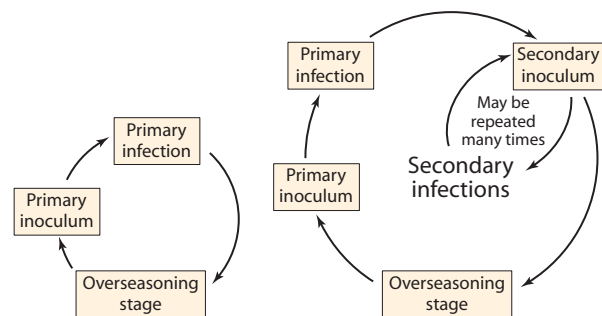 Primary
infection
Primary
inoculum
Overseasoning
stage
Primary
infection
Secondary
inoculum
May be
repeated
many times
Secondary
infections
Primary
inoculum
Overseasoning
stage